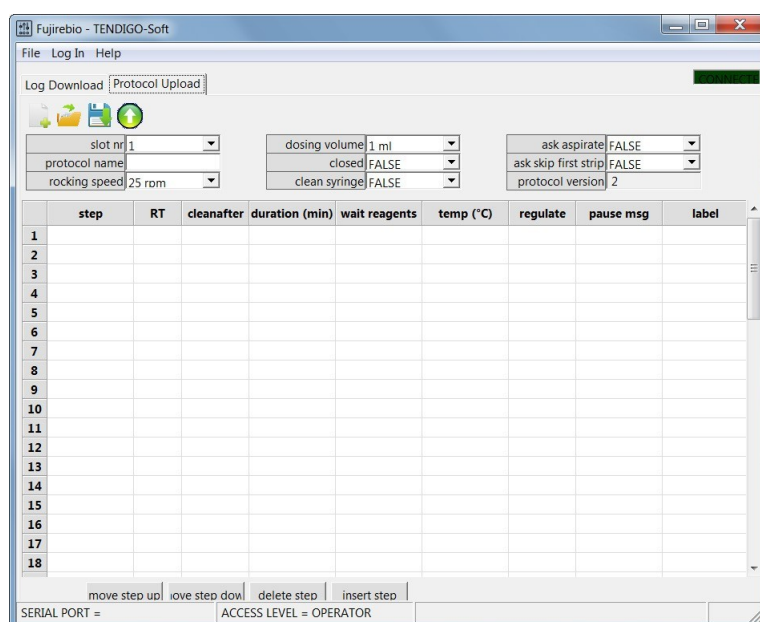 Fujirebio - TENDIGO-Soft
File Log In Help
Log Download Protocol Upload
CONNECTE
slot nr 1 dosing volume 1 ml ask aspirate FALSE
protocol name closed FALSE ask skip first strip FALSE
rocking speed 25 rpm clean syringe FALSE protocol version 2
step RT cleanafter duration (min) wait reagents temp (°C) regulate pause msg label
1
2
3
4
5
6
7
8
9
10
11
12
13
14
15
16
17
18
move step up ove step dow delete step insert step
SERIAL PORT = ACCESS LEVEL = OPERATOR